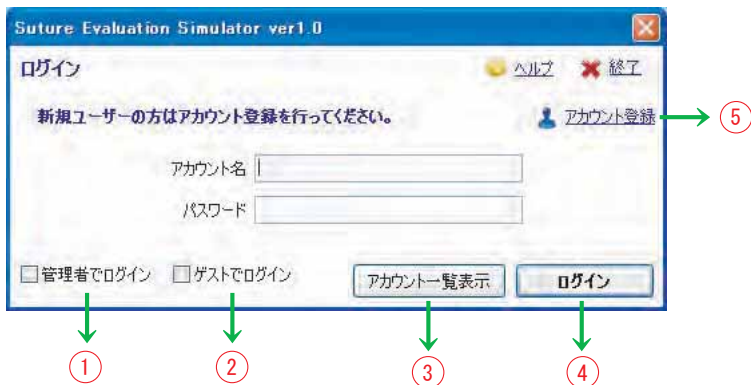 Suture Evaluation Simulator ver1.0
ログイン ヘルプ 終了
新規ユーザーの方はアカウント登録を行ってください。 アカウント登録 ⑤
アカウント名
パスワード
管理者でログイン ゲストでログイン アカウント一覧表示 ログイン
① ② ③ ④